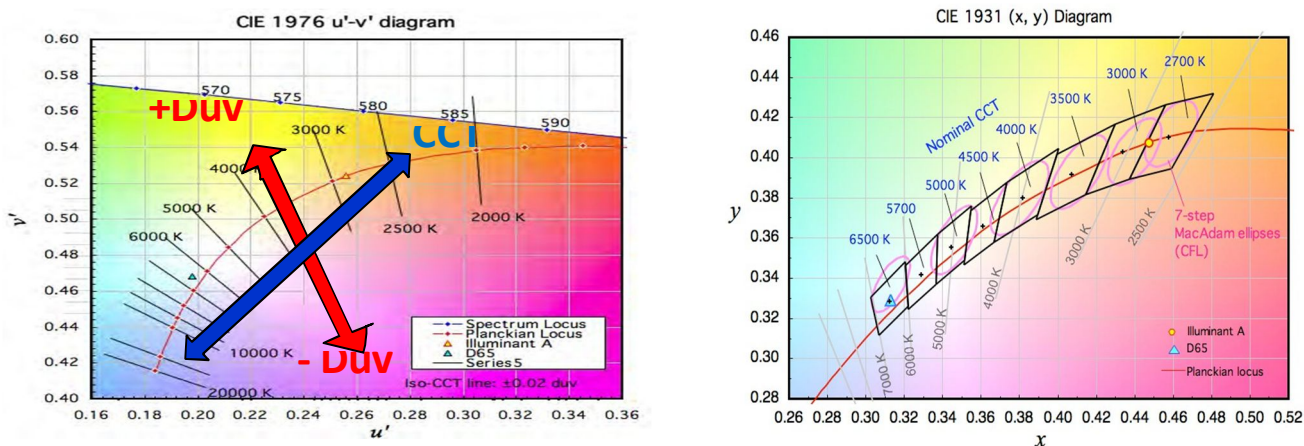 CIE 1976 u'-v' diagram
0.60
0.58
0.56
0.54
0.52
0.50
0.48
0.46
0.44
0.42
0.40
v'
570
575
580
585
590
+Duv
CCT
3000 K
4000
5000 K
6000 K
2000 K
2500 K
10000 K
20000 K
- Duv
Spectrum Locus
Planckian Locus
Illuminant A
D65
Series5
Iso-CCT line: ±0.02 duv
0.16 0.18 0.20 0.22 0.24 0.26 0.28 0.30 0.32 0.34 0.36
u'
CIE 1931 (x, y) Diagram
0.46
0.44
0.42
0.40
0.38
0.36
0.34
0.32
0.30
0.28
y
2700 K
3000 K
3500 K
Nominal CCT
4000 K
4500 K
5000 K
5700
6500 K
7-step
MacAdam ellipses
(CFL)
2500 K
3000 K
4000 K
5000 K
6000 K
7000 K
Illuminant A
D65
Planckian locus
0.26 0.28 0.30 0.32 0.34 0.36 0.38 0.40 0.42 0.44 0.46 0.48 0.50 0.52
x